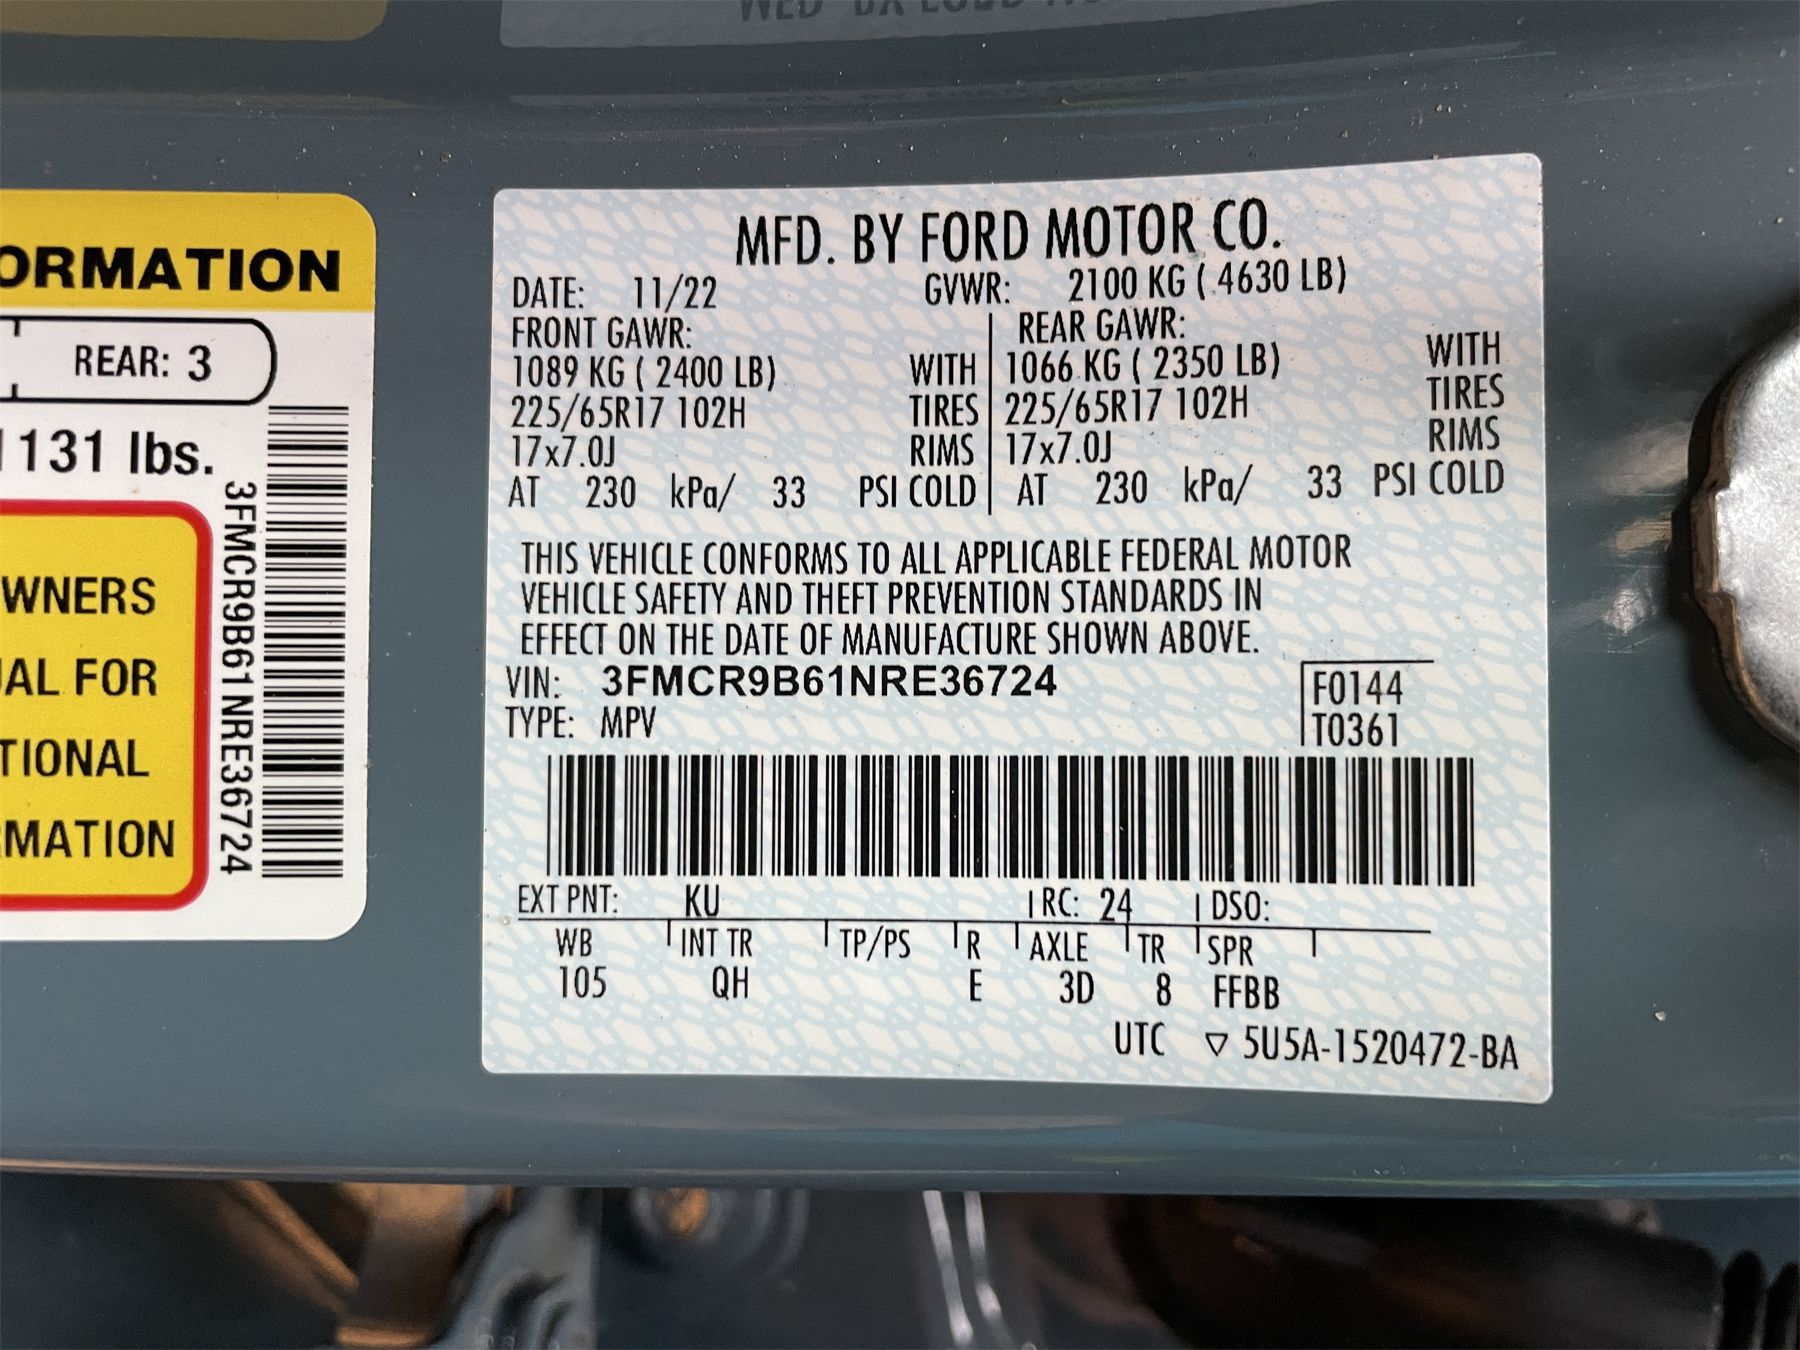 ORMATION
REAR: 3
1131 lbs.
WNERS
UAL FOR
TIONAL
RMATION
3FMCR9B61NRE36724
MFD. BY FORD MOTOR CO.
DATE: 11/22 GVWR: 2100 KG ( 4630 LB)
FRONT GAWR: REAR GAWR:
1089 KG ( 2400 LB) WITH 1066 KG ( 2350 LB) WITH
225/65R17 102H TIRES 225/65R17 102H TIRES
17x7.0J RIMS 17x7.0J RIMS
AT 230 kPa/ 33 PSI COLD AT 230 kPa/ 33 PSI COLD
THIS VEHICLE CONFORMS TO ALL APPLICABLE FEDERAL MOTOR
VEHICLE SAFETY AND THEFT PREVENTION STANDARDS IN
EFFECT ON THE DATE OF MANUFACTURE SHOWN ABOVE.
VIN: 3FMCR9B61NRE36724 F0144
TYPE: MPV T0361
EXT PNT: KU RC: 24 DSO:
WB INT TR TP/PS R AXLE TR SPR
105 QH E 3D 8 FFBB
UTC ▽ 5U5A-1520472-BA